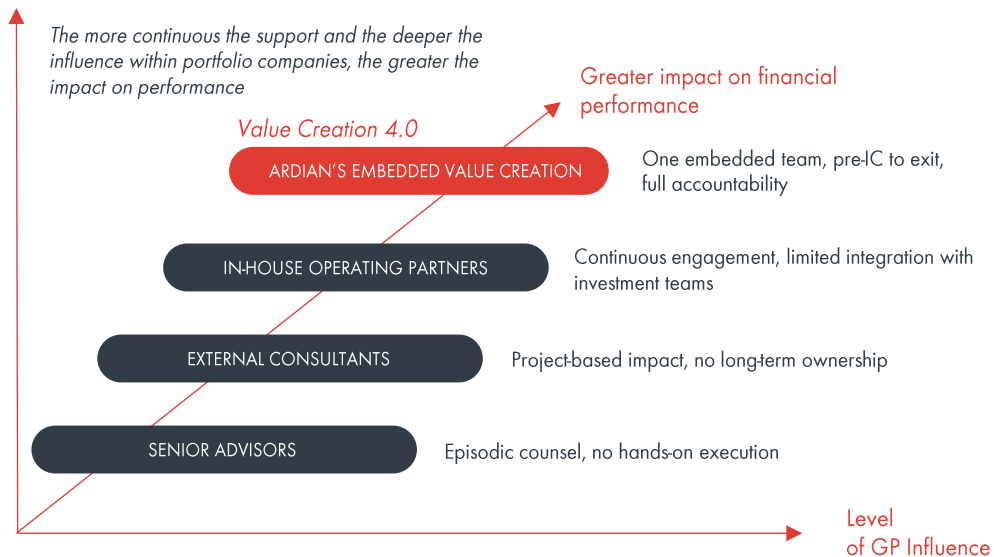 The more continuous the support and the deeper the
influence within portfolio companies, the greater the
impact on performance
Greater impact on financial
performance
Value Creation 4.0
ARDIAN’S EMBEDDED VALUE CREATION
One embedded team, pre-IC to exit,
full accountability
IN-HOUSE OPERATING PARTNERS
Continuous engagement, limited integration with
investment teams
EXTERNAL CONSULTANTS
Project-based impact, no long-term ownership
SENIOR ADVISORS
Episodic counsel, no hands-on execution
Level
of GP Influence